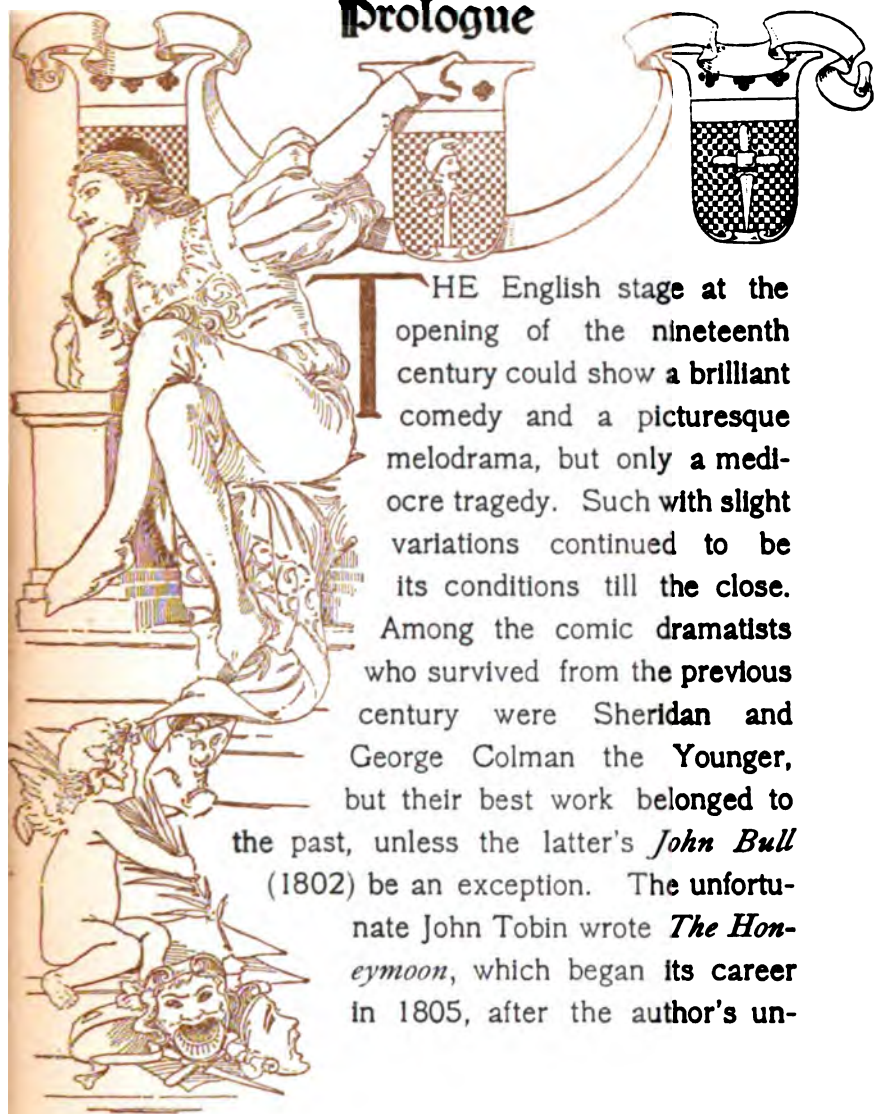 Prologue
THE English stage at the
opening of the nineteenth
century could show a brilliant
comedy and a picturesque
melodrama, but only a medi-
ocre tragedy. Such with slight
variations continued to be
its conditions till the close.
Among the comic dramatists
who survived from the previous
century were Sheridan and
George Colman the Younger,
but their best work belonged to
the past, unless the latter's John Bull
(1802) be an exception. The unfortu-
nate John Tobin wrote The Hon-
eymoon, which began its career
in 1805, after the author's un-